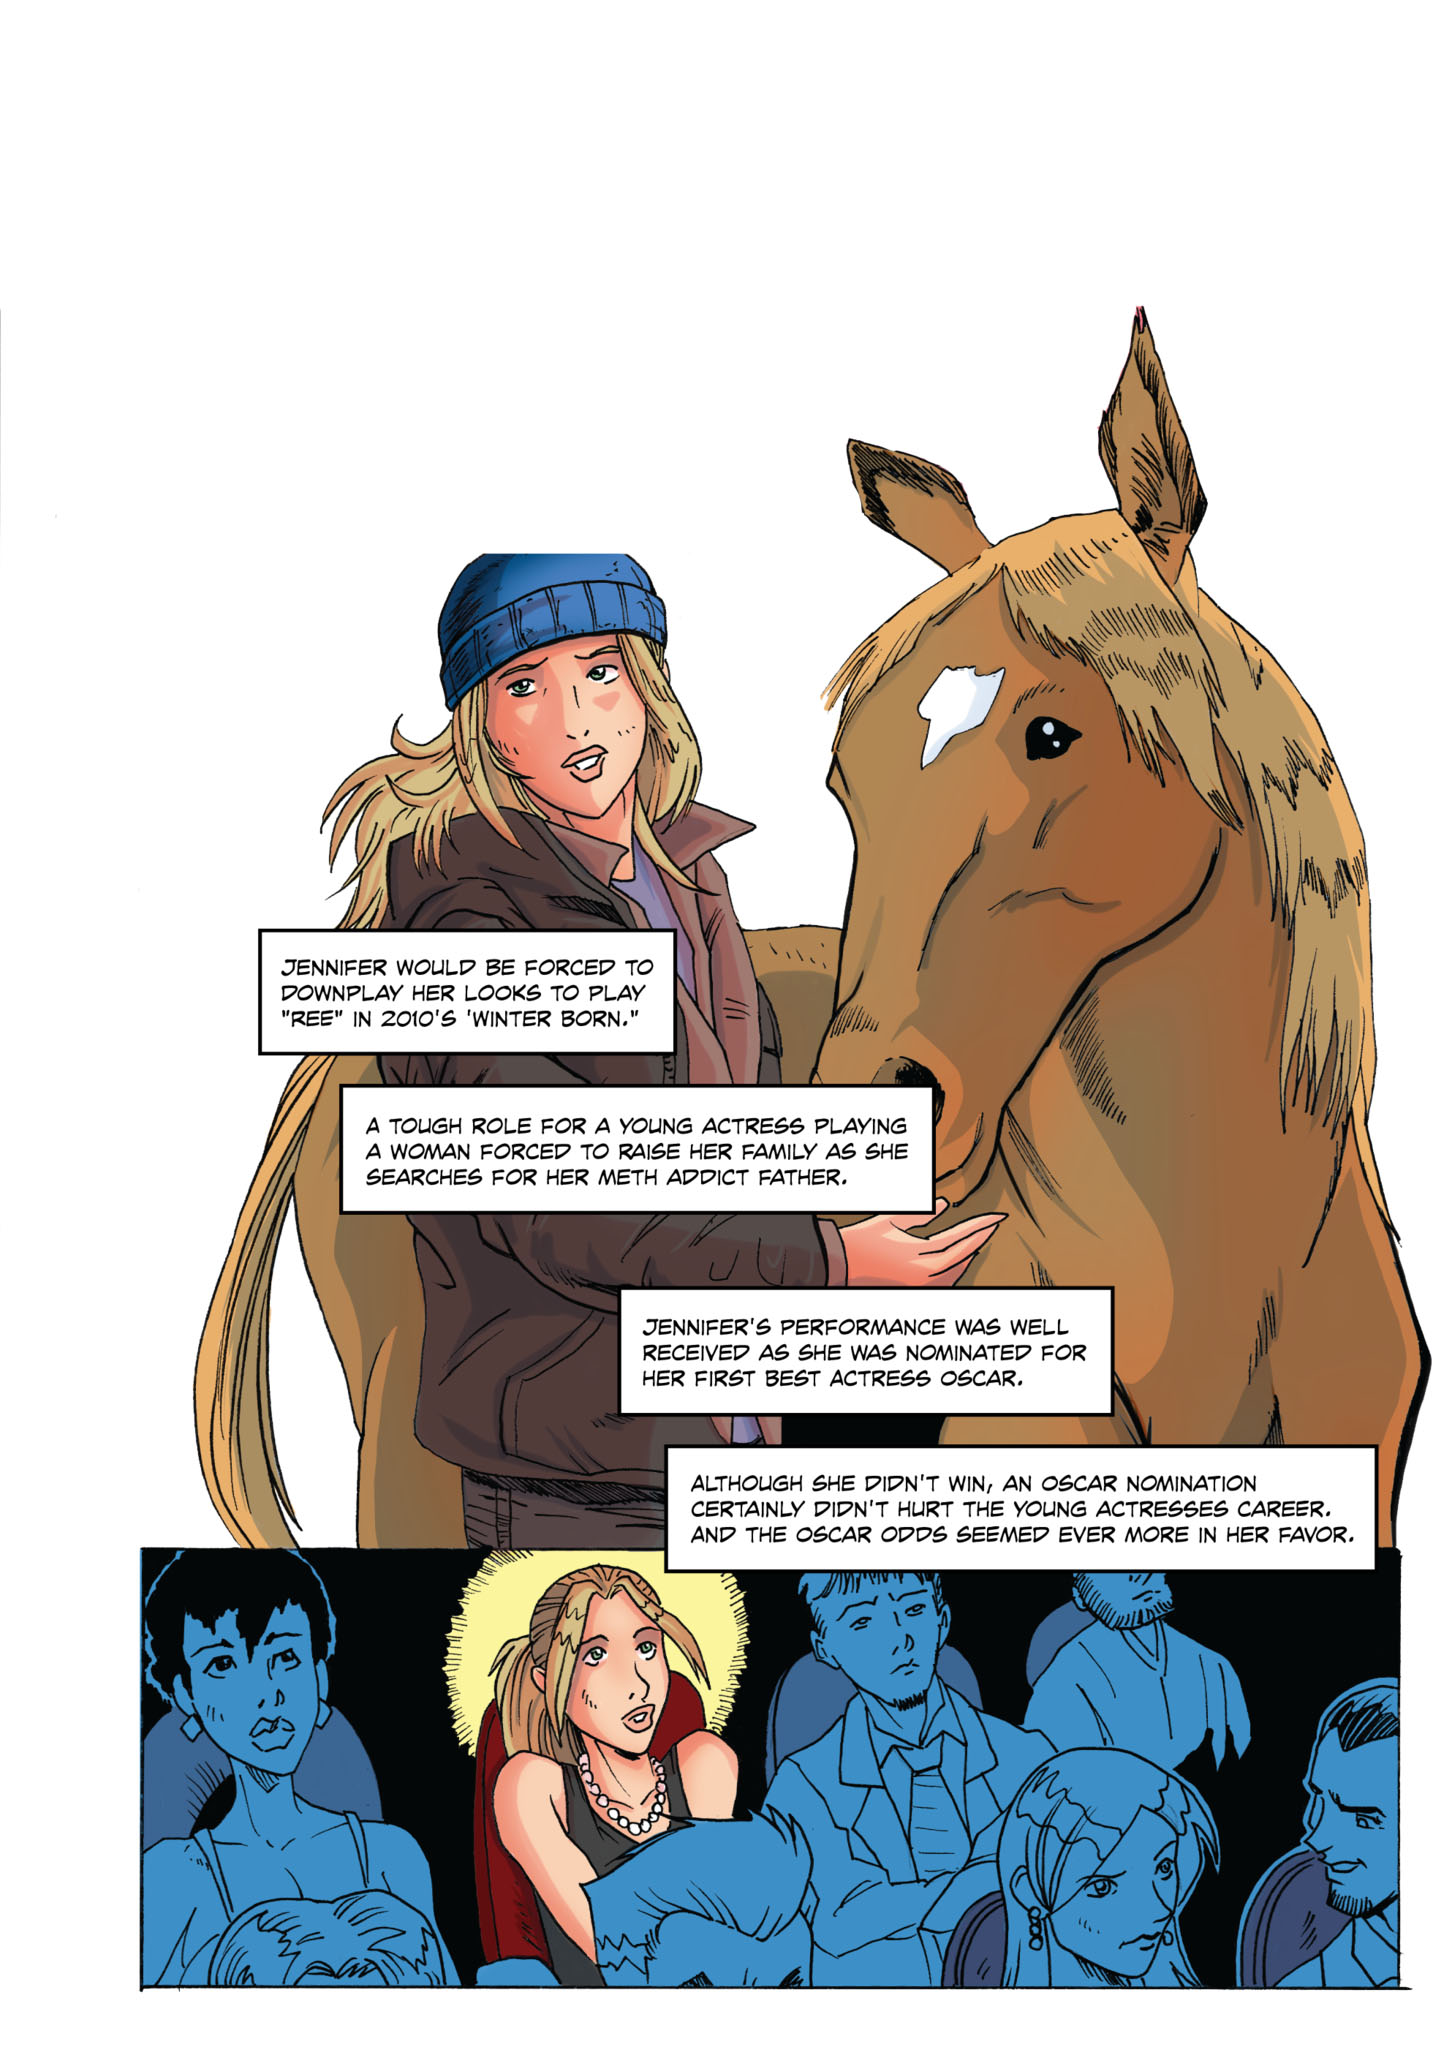 JENNIFER WOULD BE FORCED TO
DOWNPLAY HER LOOKS TO PLAY
"REE" IN 2010'S 'WINTER BORN."
A TOUGH ROLE FOR A YOUNG ACTRESS PLAYING
A WOMAN FORCED TO RAISE HER FAMILY AS SHE
SEARCHES FOR HER METH ADDICT FATHER.
JENNIFER'S PERFORMANCE WAS WELL
RECEIVED AS SHE WAS NOMINATED FOR
HER FIRST BEST ACTRESS OSCAR.
ALTHOUGH SHE DIDN'T WIN, AN OSCAR NOMINATION
CERTAINLY DIDN'T HURT THE YOUNG ACTRESSES CAREER.
AND THE OSCAR ODDS SEEMED EVER MORE IN HER FAVOR.